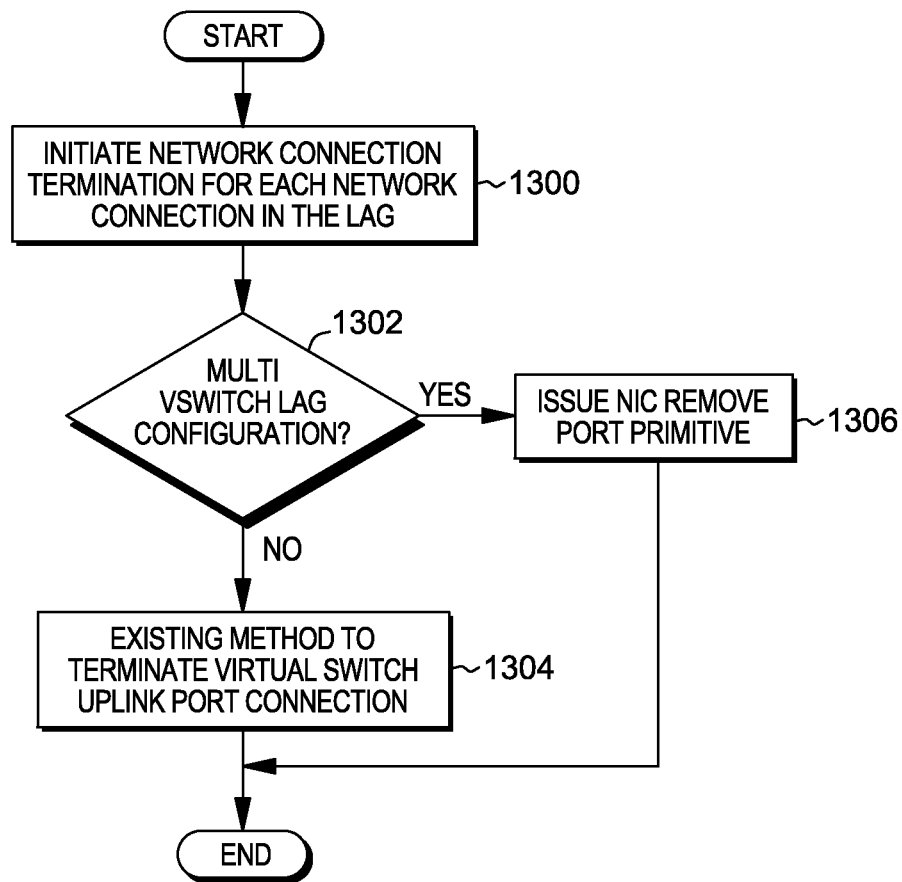 START
INITIATE NETWORK CONNECTION
TERMINATION FOR EACH NETWORK
CONNECTION IN THE LAG
1300
1302
MULTI
VSWITCH LAG
CONFIGURATION?
YES
ISSUE NIC REMOVE
PORT PRIMITIVE
1306
NO
EXISTING METHOD TO
TERMINATE VIRTUAL SWITCH
UPLINK PORT CONNECTION
1304
END